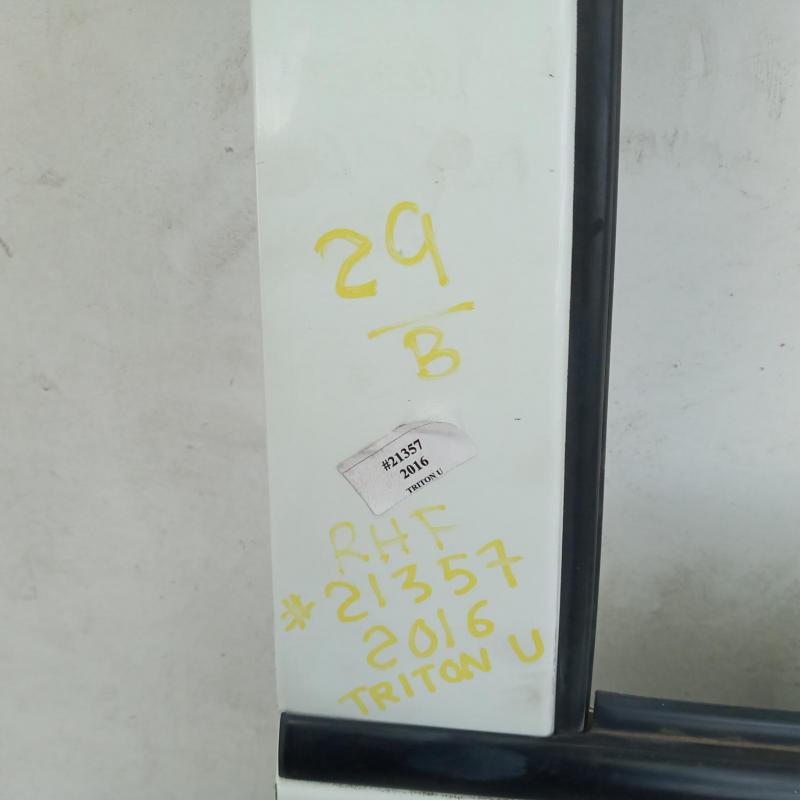 29
B
#21357
2016
TRITON U
RHF
*21357
2016
TRITON U